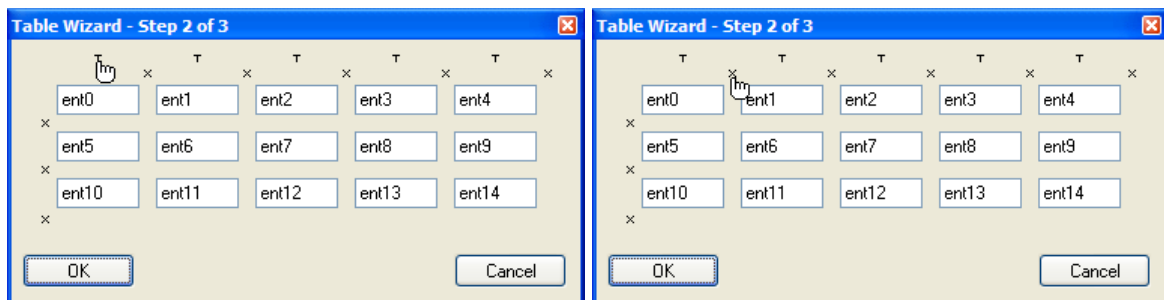 Table Wizard - Step 2 of 3
T T T T T
× × × × ×
ent0 ent1 ent2 ent3 ent4
×
ent5 ent6 ent7 ent8 ent9
×
ent10 ent11 ent12 ent13 ent14
×
OK Cancel
Table Wizard - Step 2 of 3
T T T T T
× × × × ×
ent0 ent1 ent2 ent3 ent4
×
ent5 ent6 ent7 ent8 ent9
×
ent10 ent11 ent12 ent13 ent14
×
OK Cancel